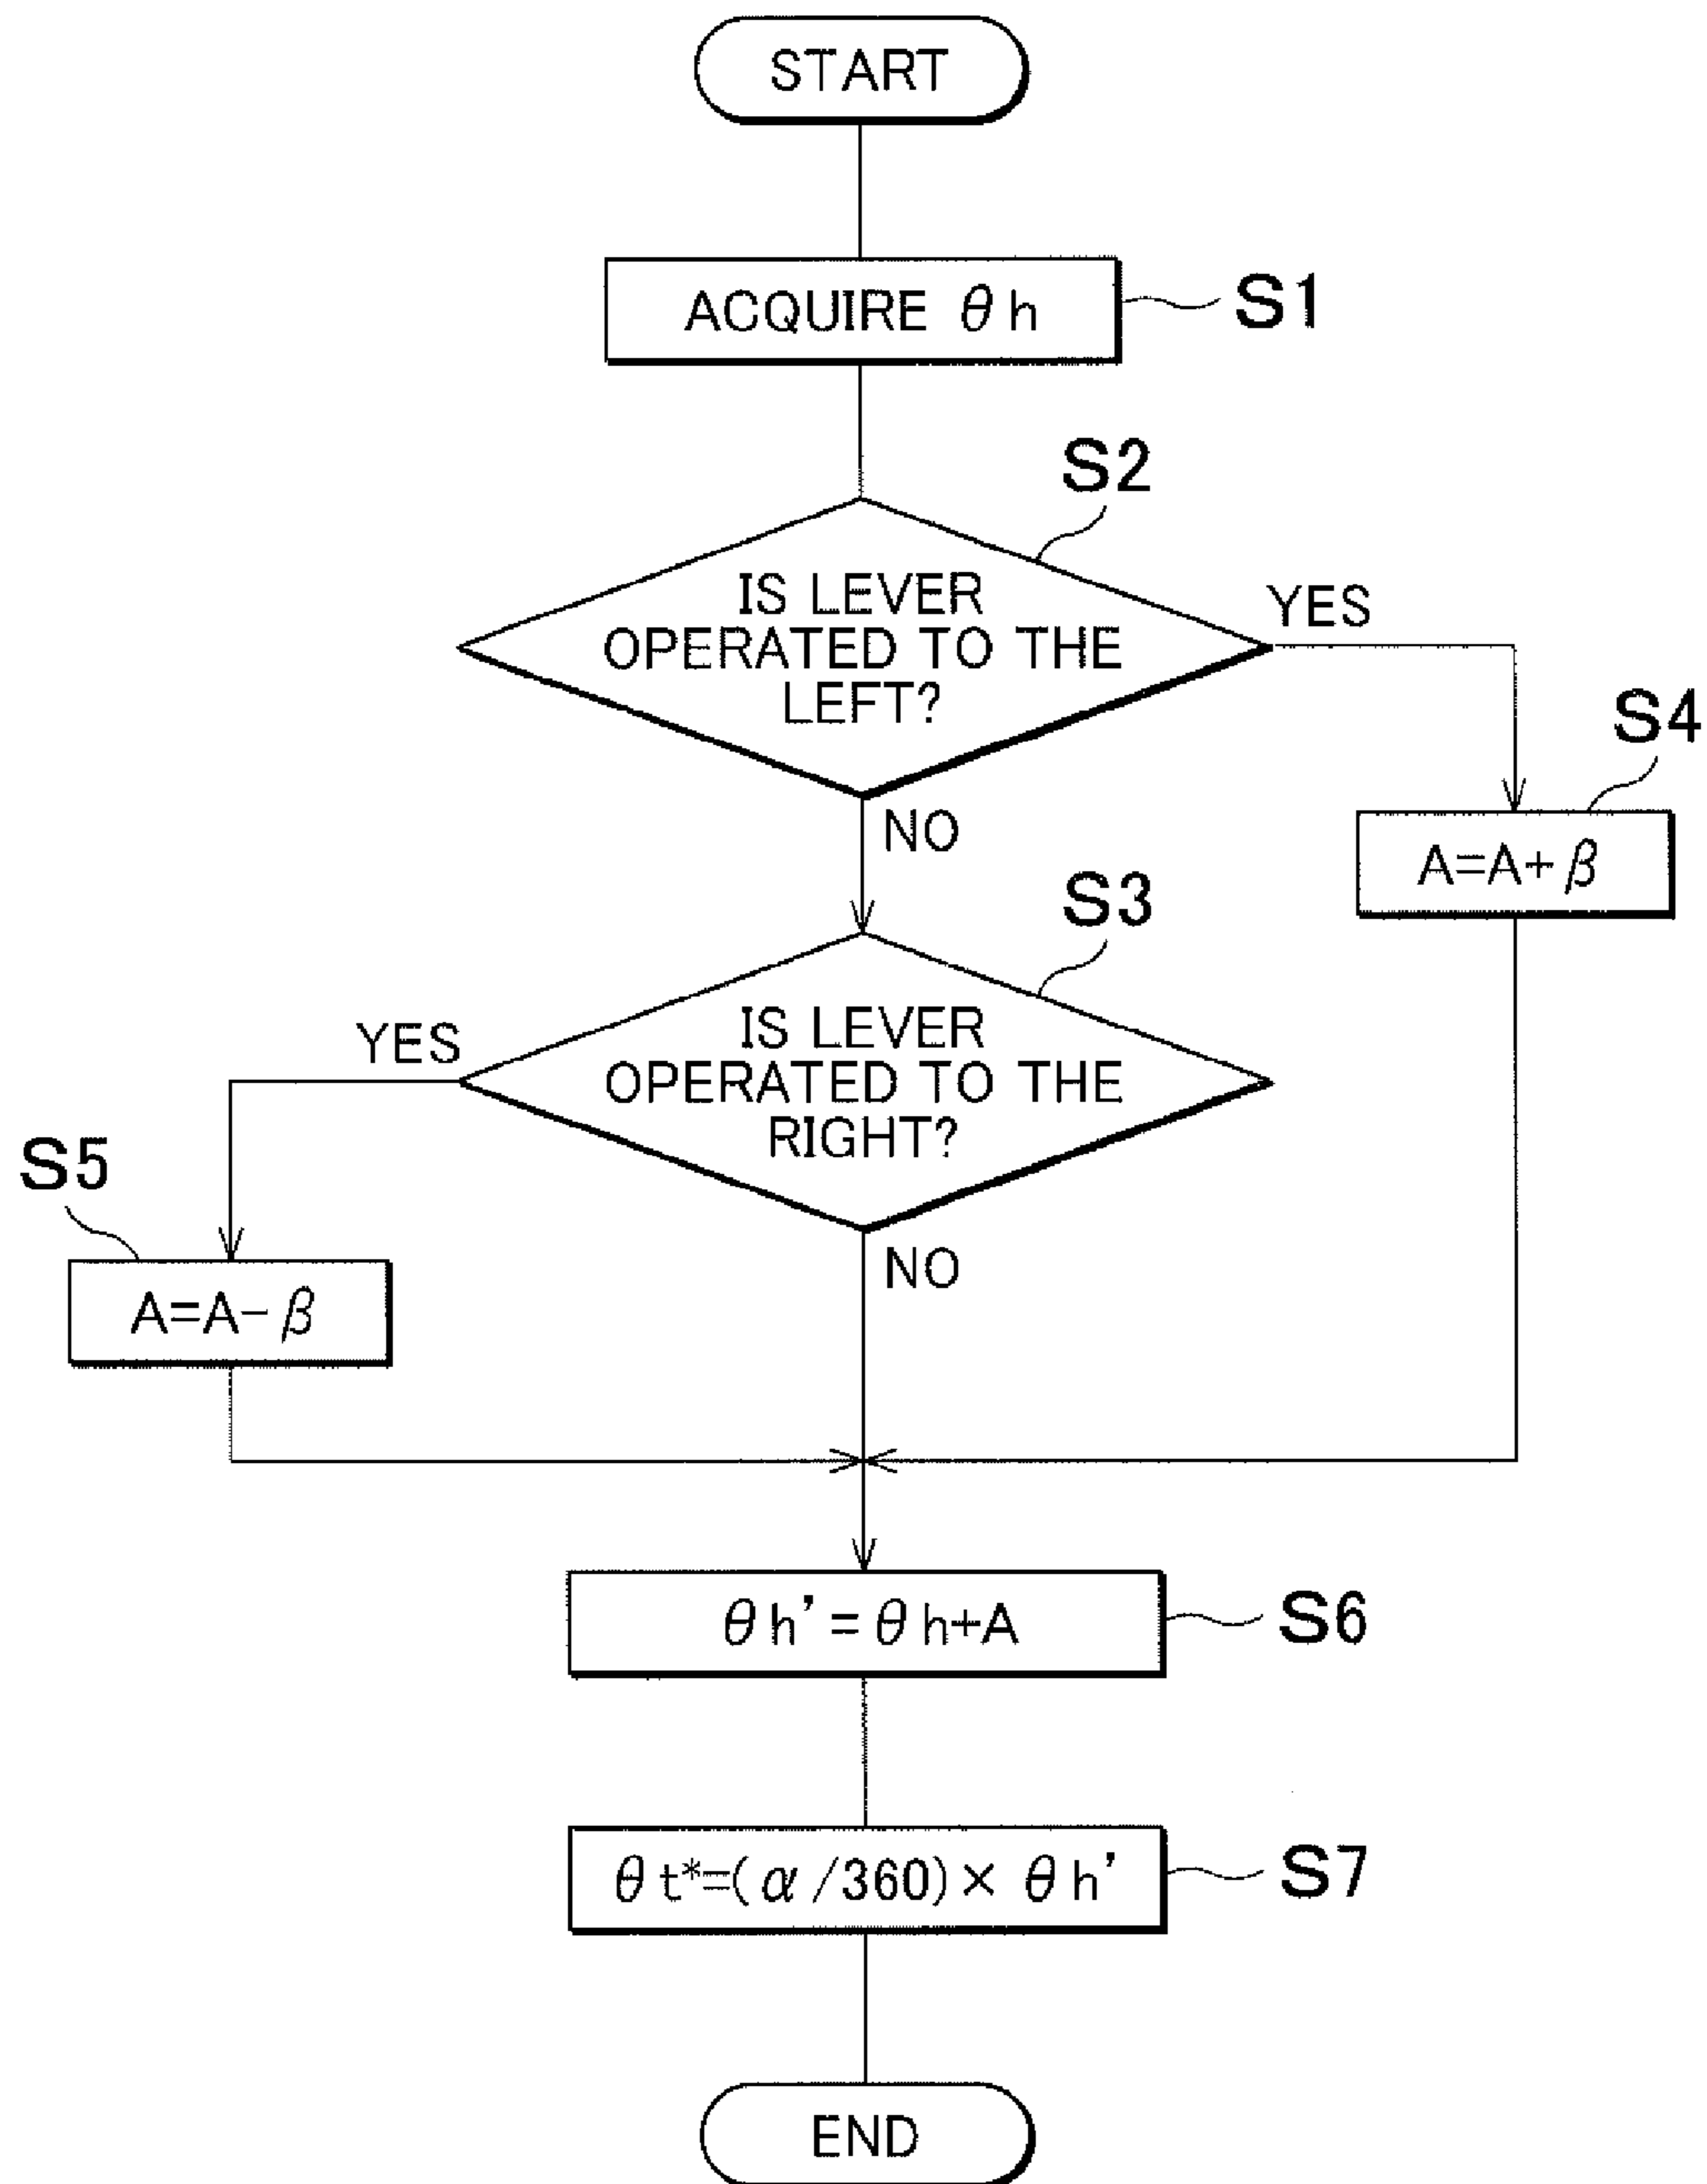 START
ACQUIRE θh
S1
S2
IS LEVER
OPERATED TO THE
LEFT?
YES
NO
S4
A=A+β
S3
IS LEVER
OPERATED TO THE
RIGHT?
YES
NO
S5
A=A-β
θh’=θh+A
S6
θt*=(α/360)× θh’
S7
END